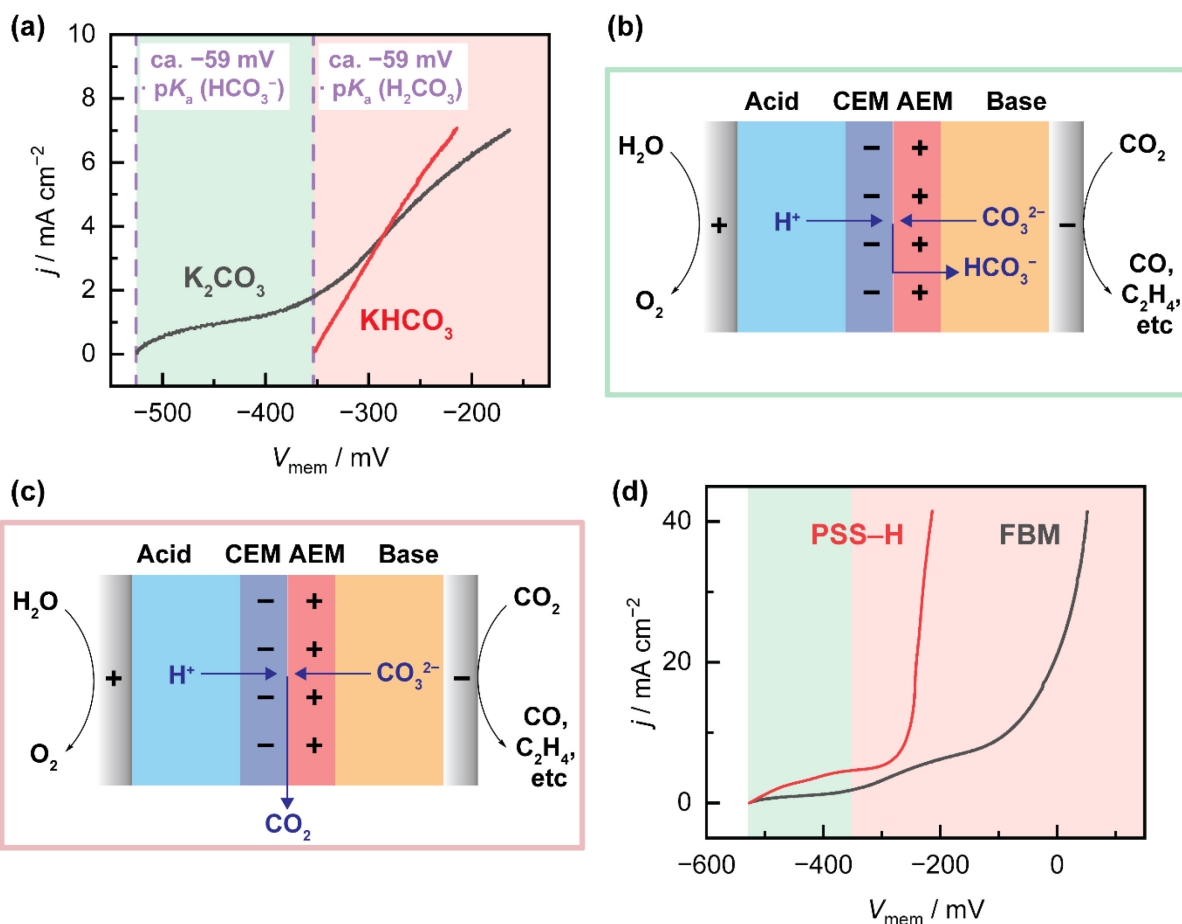 (a)
10
8
6
4
2
0
j / mA cm⁻²
ca. −59 mV
· pKₐ (HCO₃⁻)
ca. −59 mV
· pKₐ (H₂CO₃)
K₂CO₃
KHCO₃
−500 −400 −300 −200
V_mem / mV
(b)
Acid CEM AEM Base
H₂O
O₂
+
− +
− +
− +
− +
H⁺
CO₃²⁻
HCO₃⁻
−
CO₂
CO,
C₂H₄,
etc
(c)
Acid CEM AEM Base
H₂O
O₂
+
− +
− +
− +
− +
H⁺
CO₃²⁻
CO₂
−
CO₂
CO,
C₂H₄,
etc
(d)
40
20
0
j / mA cm⁻²
PSS–H FBM
−600 −400 −200 0
V_mem / mV